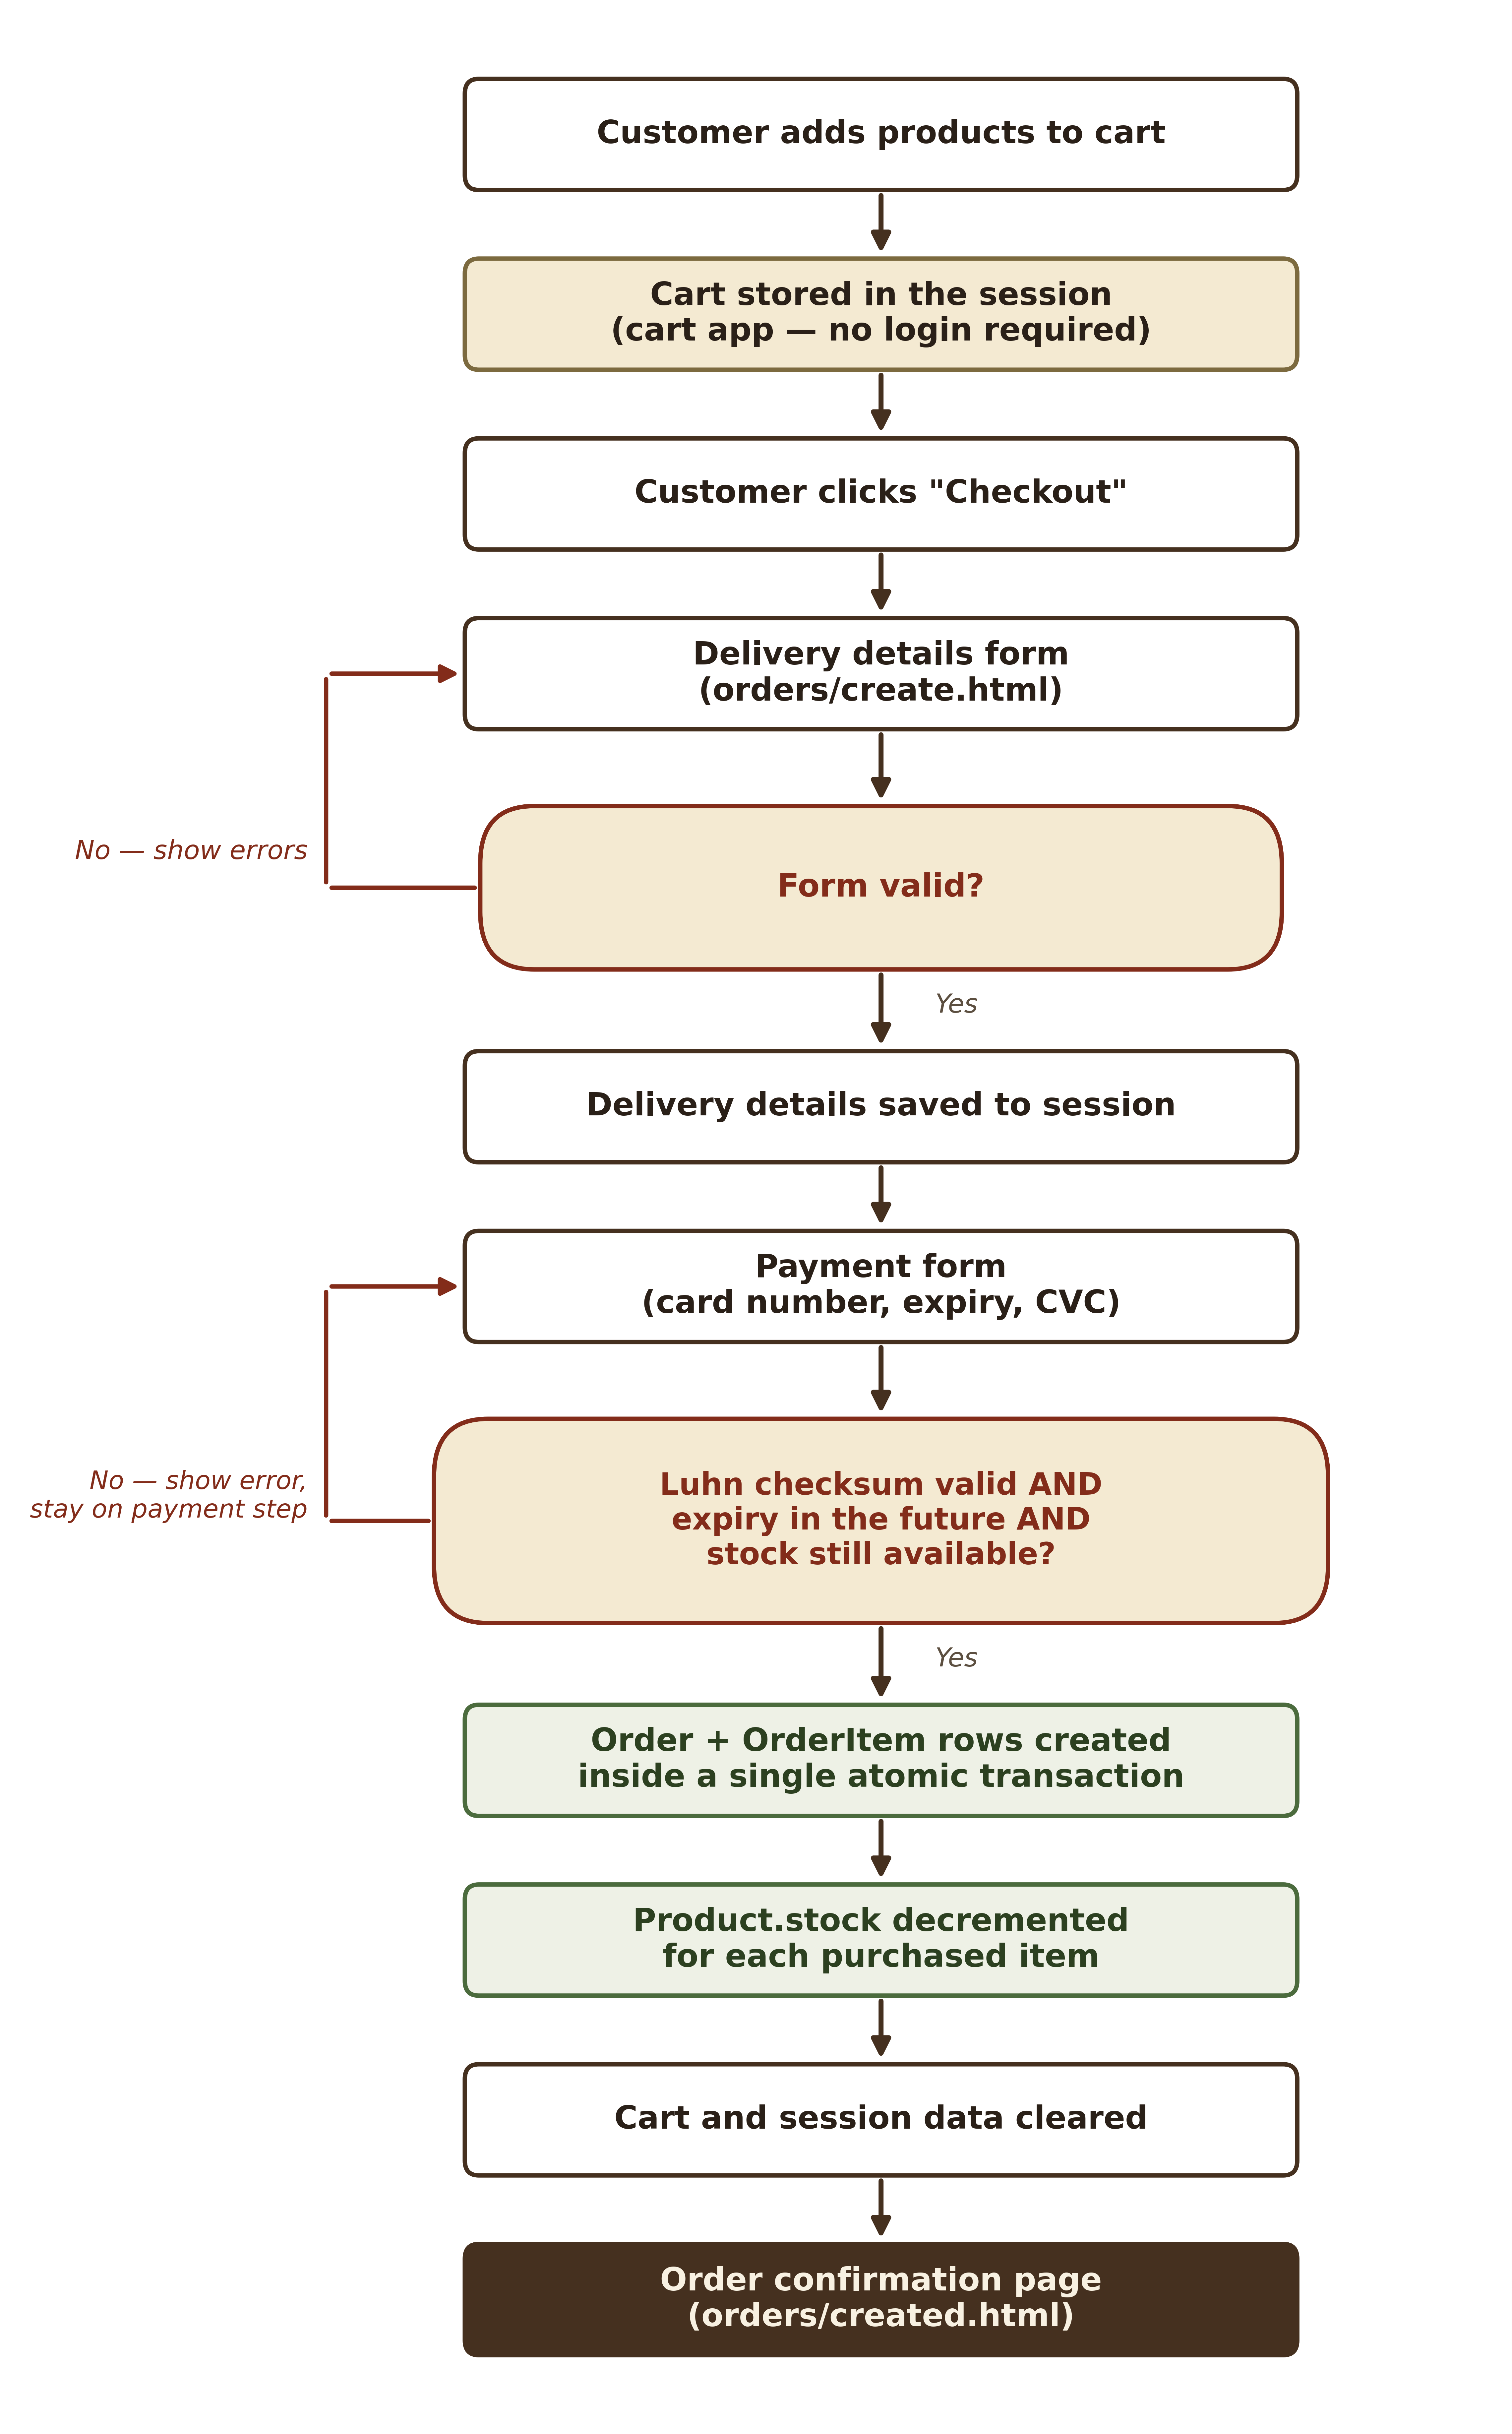 Customer adds products to cart
Cart stored in the session
(cart app — no login required)
Customer clicks "Checkout"
Delivery details form
(orders/create.html)
No — show errors
Form valid?
Yes
Delivery details saved to session
Payment form
(card number, expiry, CVC)
No — show error,
stay on payment step
Luhn checksum valid AND
expiry in the future AND
stock still available?
Yes
Order + OrderItem rows created
inside a single atomic transaction
Product.stock decremented
for each purchased item
Cart and session data cleared
Order confirmation page
(orders/created.html)